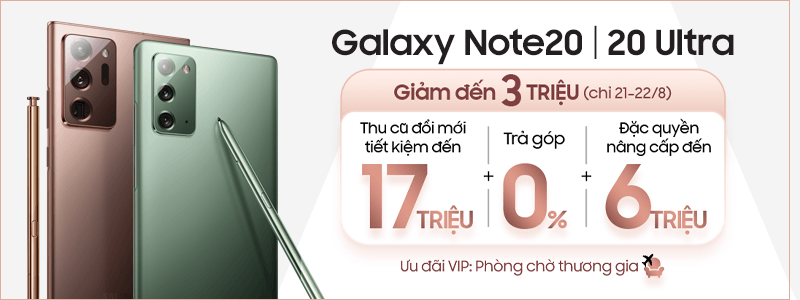 Galaxy Note20 | 20 Ultra
Giảm đến 3 TRIỆU (chỉ 21-22/8)
Thu cũ đổi mới
tiết kiệm đến
17 TRIỆU
+
Trả góp
0%
+
Đặc quyền
nâng cấp đến
6 TRIỆU
Ưu đãi VIP: Phòng chờ thương gia